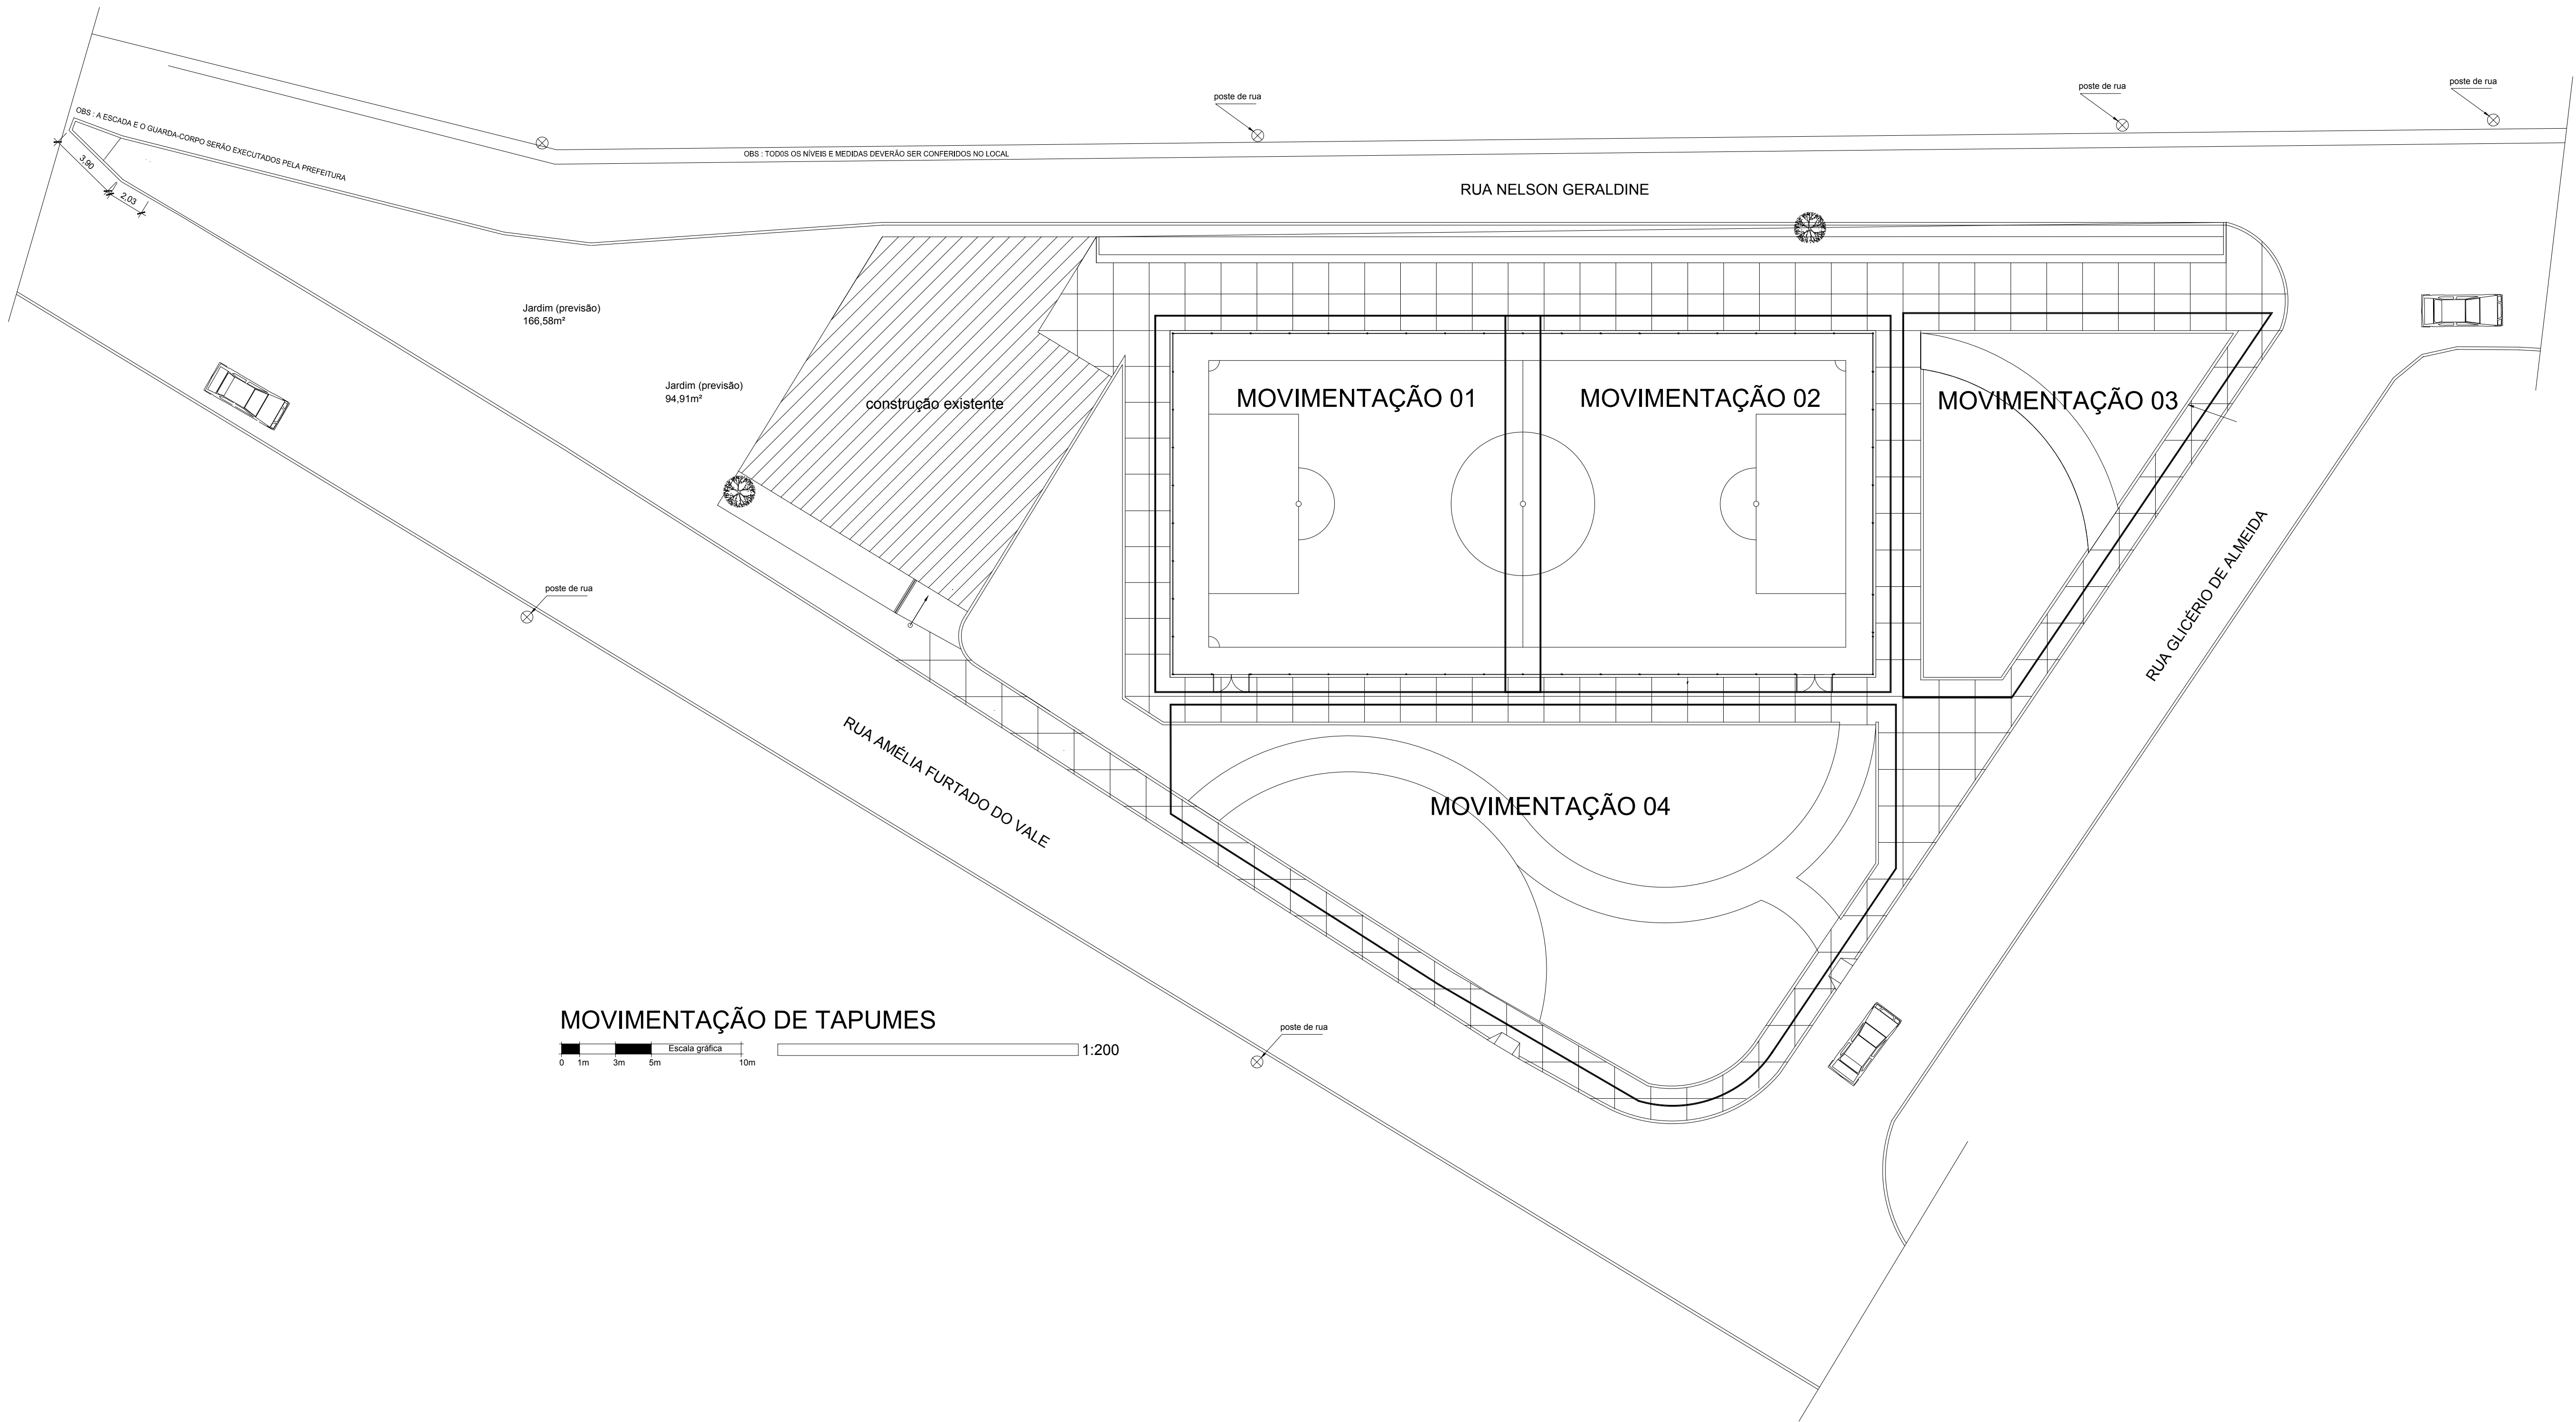 poste de rua
poste de rua
poste de rua
OBS : A ESCADA E O GUARDA-CORPO SERÃO EXECUTADOS PELA PREFEITURA
OBS : TODOS OS NÍVEIS E MEDIDAS DEVERÃO SER CONFERIDOS NO LOCAL
3,90
2,03
RUA NELSON GERALDINE
Jardim (previsão)
166,58m²
Jardim (previsão)
94,91m²
construção existente
MOVIMENTAÇÃO 01
MOVIMENTAÇÃO 02
MOVIMENTAÇÃO 03
RUA GLICÉRIO DE ALMEIDA
poste de rua
RUA AMÉLIA FURTADO DO VALE
MOVIMENTAÇÃO 04
MOVIMENTAÇÃO DE TAPUMES
Escala gráfica
0 1m 3m 5m 10m
1:200
poste de rua